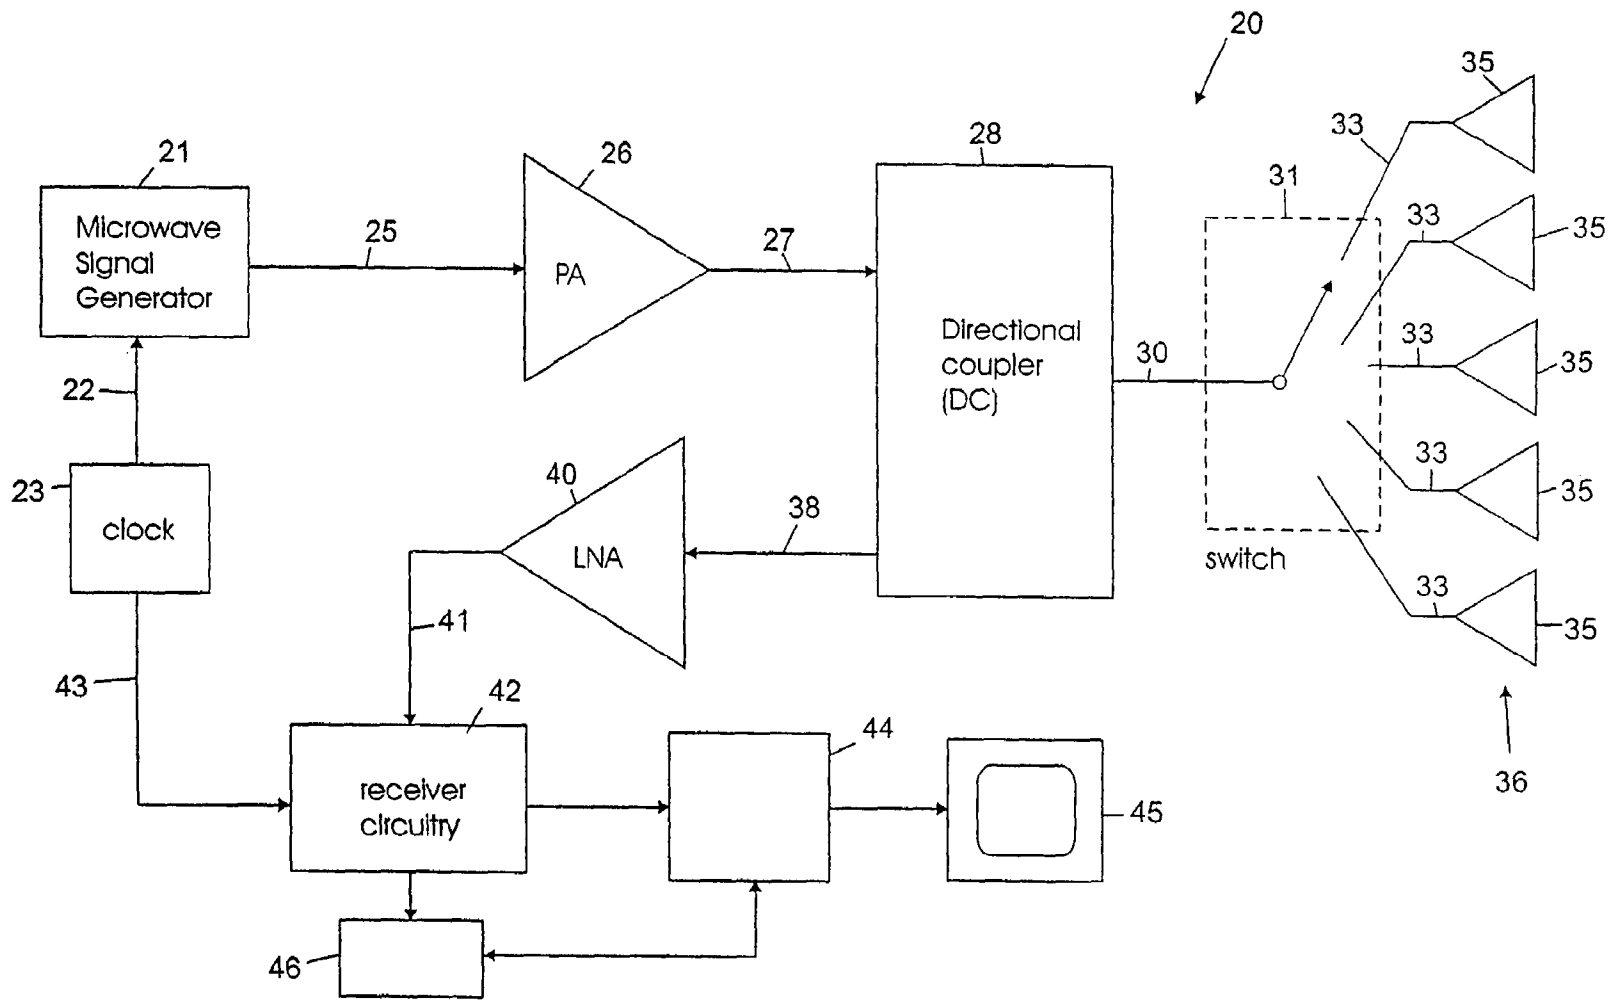 20
35
33
28
21
26
31
Microwave
Signal
Generator
25
PA
27
33
35
Directional
coupler
(DC)
30
33
35
22
23
clock
40
LNA
38
33
35
switch
41
33
35
43
42
receiver
circuitry
44
45
36
46